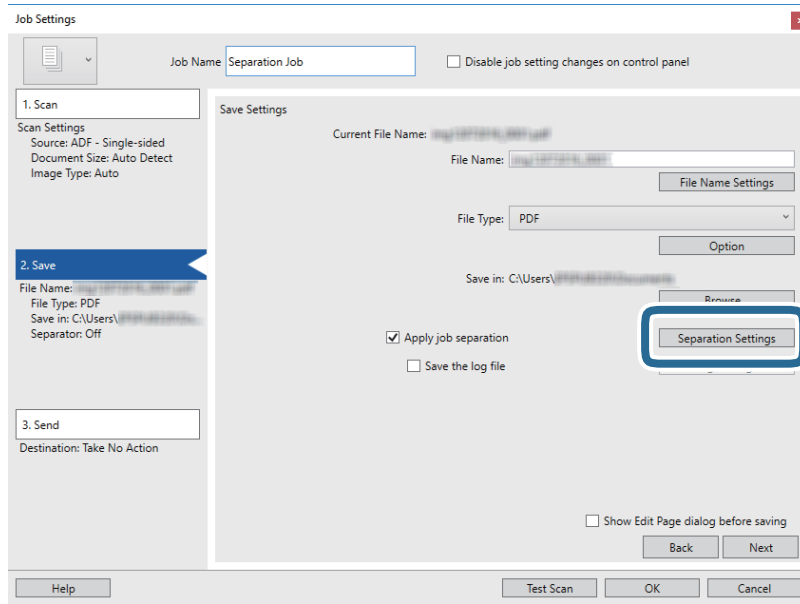 Job Settings
Job Name Separation Job
Disable job setting changes on control panel
1. Scan
Scan Settings
Source: ADF - Single-sided
Document Size: Auto Detect
Image Type: Auto
2. Save
File Name:
File Type: PDF
Save in: C:\Users\
Separator: Off
3. Send
Destination: Take No Action
Save Settings
Current File Name:
File Name:
File Name Settings
File Type: PDF
Option
Save in: C:\Users\
Browse
Apply job separation
Separation Settings
Save the log file
Show Edit Page dialog before saving
Back Next
Help Test Scan OK Cancel